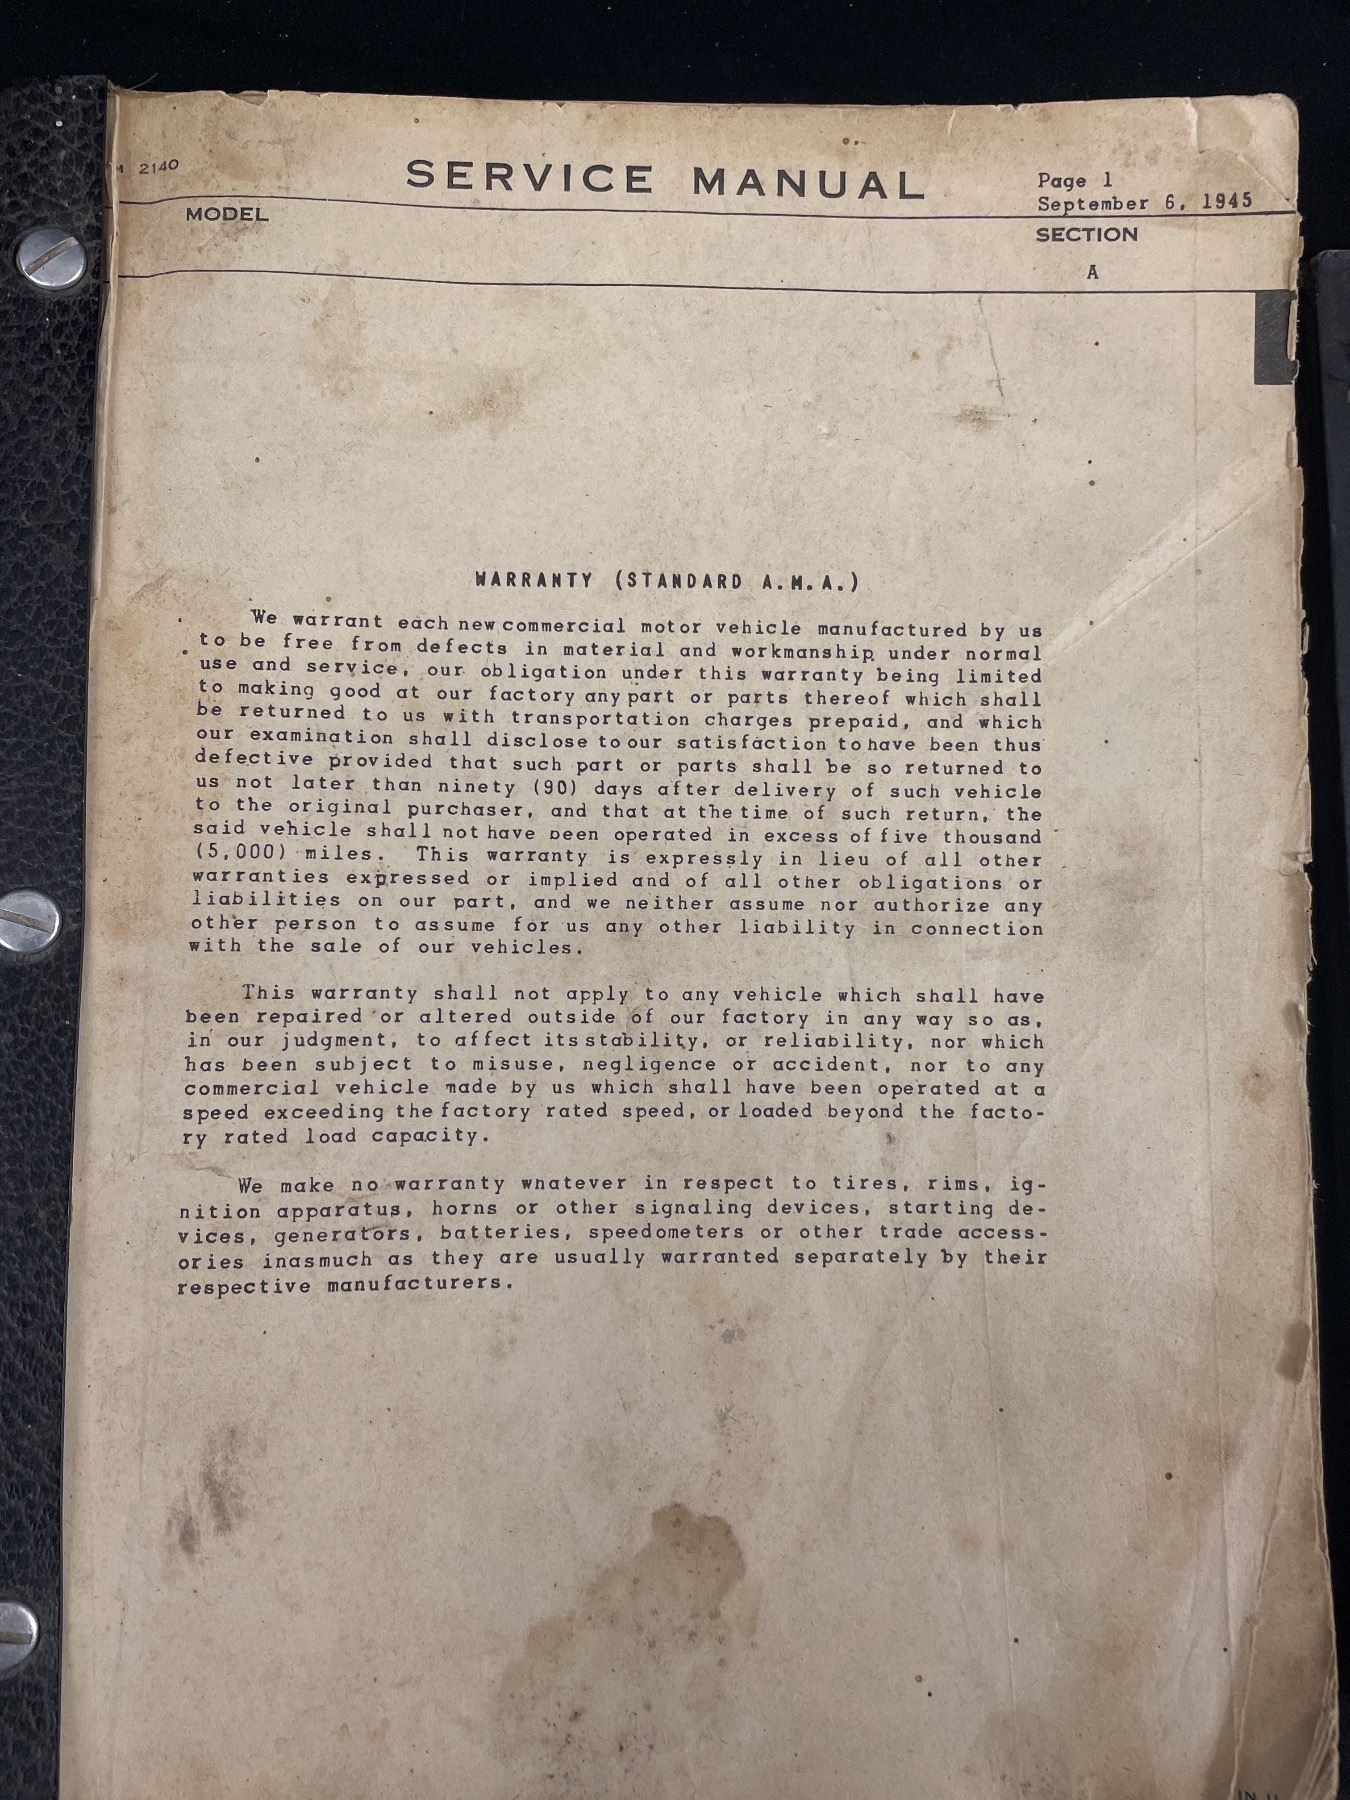 2140
SERVICE MANUAL
Page 1
September 6, 1945
MODEL
SECTION
A
WARRANTY (STANDARD A.M.A.)
We warrant each new commercial motor vehicle manufactured by us
to be free from defects in material and workmanship under normal
use and service, our obligation under this warranty being limited
to making good at our factory any part or parts thereof which shall
be returned to us with transportation charges prepaid, and which
our examination shall disclose to our satisfaction to have been thus
defective provided that such part or parts shall be so returned to
us not later than ninety (90) days after delivery of such vehicle
to the original purchaser, and that at the time of such return, the
said vehicle shall not have been operated in excess of five thousand
(5,000) miles. This warranty is expressly in lieu of all other
warranties expressed or implied and of all other obligations or
liabilities on our part, and we neither assume nor authorize any
other person to assume for us any other liability in connection
with the sale of our vehicles.
This warranty shall not apply to any vehicle which shall have
been repaired or altered outside of our factory in any way so as,
in our judgment, to affect its stability, or reliability, nor which
has been subject to misuse, negligence or accident, nor to any
commercial vehicle made by us which shall have been operated at a
speed exceeding the factory rated speed, or loaded beyond the facto-
ry rated load capacity.
We make no warranty whatever in respect to tires, rims, ig-
nition apparatus, horns or other signaling devices, starting de-
vices, generators, batteries, speedometers or other trade access-
ories inasmuch as they are usually warranted separately by their
respective manufacturers.